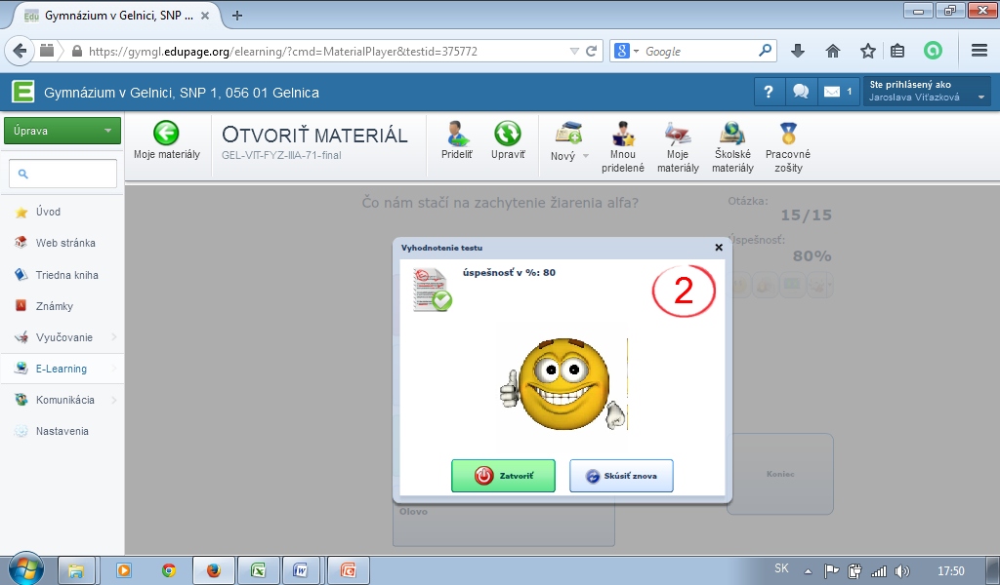 Gymnázium v Gelnici, SNP ...
https://gymgl.edupage.org/elearning/?cmd=MaterialPlayer&testid=375772
Google
Gymnázium v Gelnici, SNP 1, 056 01 Gelnica
?
1
Ste prihlásený ako
Jaroslava Víťazková
Úprava
Moje materiály
OTVORIŤ MATERIÁL
GEL-VIT-FYZ-IIIA-71-final
Prideliť
Upraviť
Nový
Mnou
pridelené
Moje
materiály
Školské
materiály
Pracovné
zošity
Úvod
Web stránka
Triedna kniha
Známky
Vyučovanie
E-Learning
Komunikácia
Nastavenia
Čo nám stačí na zachytenie žiarenia alfa?
Otázka:
15/15
Úspešnosť:
80%
Vyhodnotenie testu
úspešnosť v %: 80
2
Zatvoriť
Skúsiť znova
Olovo
Koniec
SK
17:50